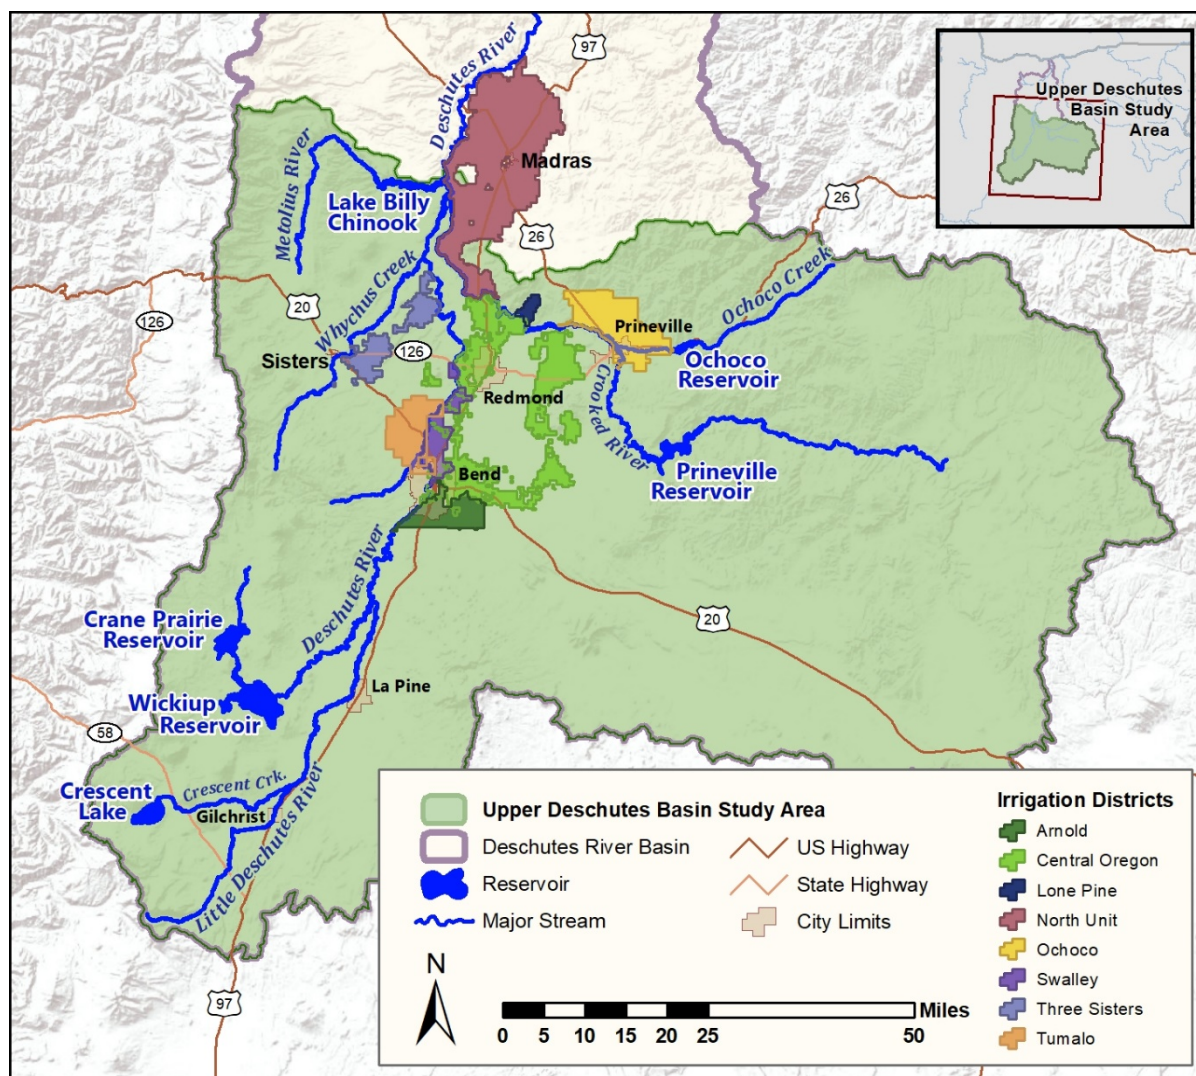 97
Deschutes River
Upper Deschutes
Basin Study
Area
Madras
Metolius River
Lake Billy
Chinook
26
26
Whychus Creek
Ochoco Creek
20
126
126
Prineville
Sisters
Ochoco
Reservoir
Redmond
Crooked River
Prineville
Reservoir
Bend
Deschutes River
Crane Prairie
Reservoir
20
La Pine
Wickiup
Reservoir
58
Crescent Crk.
Crescent
Lake
Gilchrist
Little Deschutes River
97
Upper Deschutes Basin Study Area
Deschutes River Basin
Reservoir
Major Stream
US Highway
State Highway
City Limits
N
Miles
0 5 10 15 20 25 50
Irrigation Districts
Arnold
Central Oregon
Lone Pine
North Unit
Ochoco
Swalley
Three Sisters
Tumalo